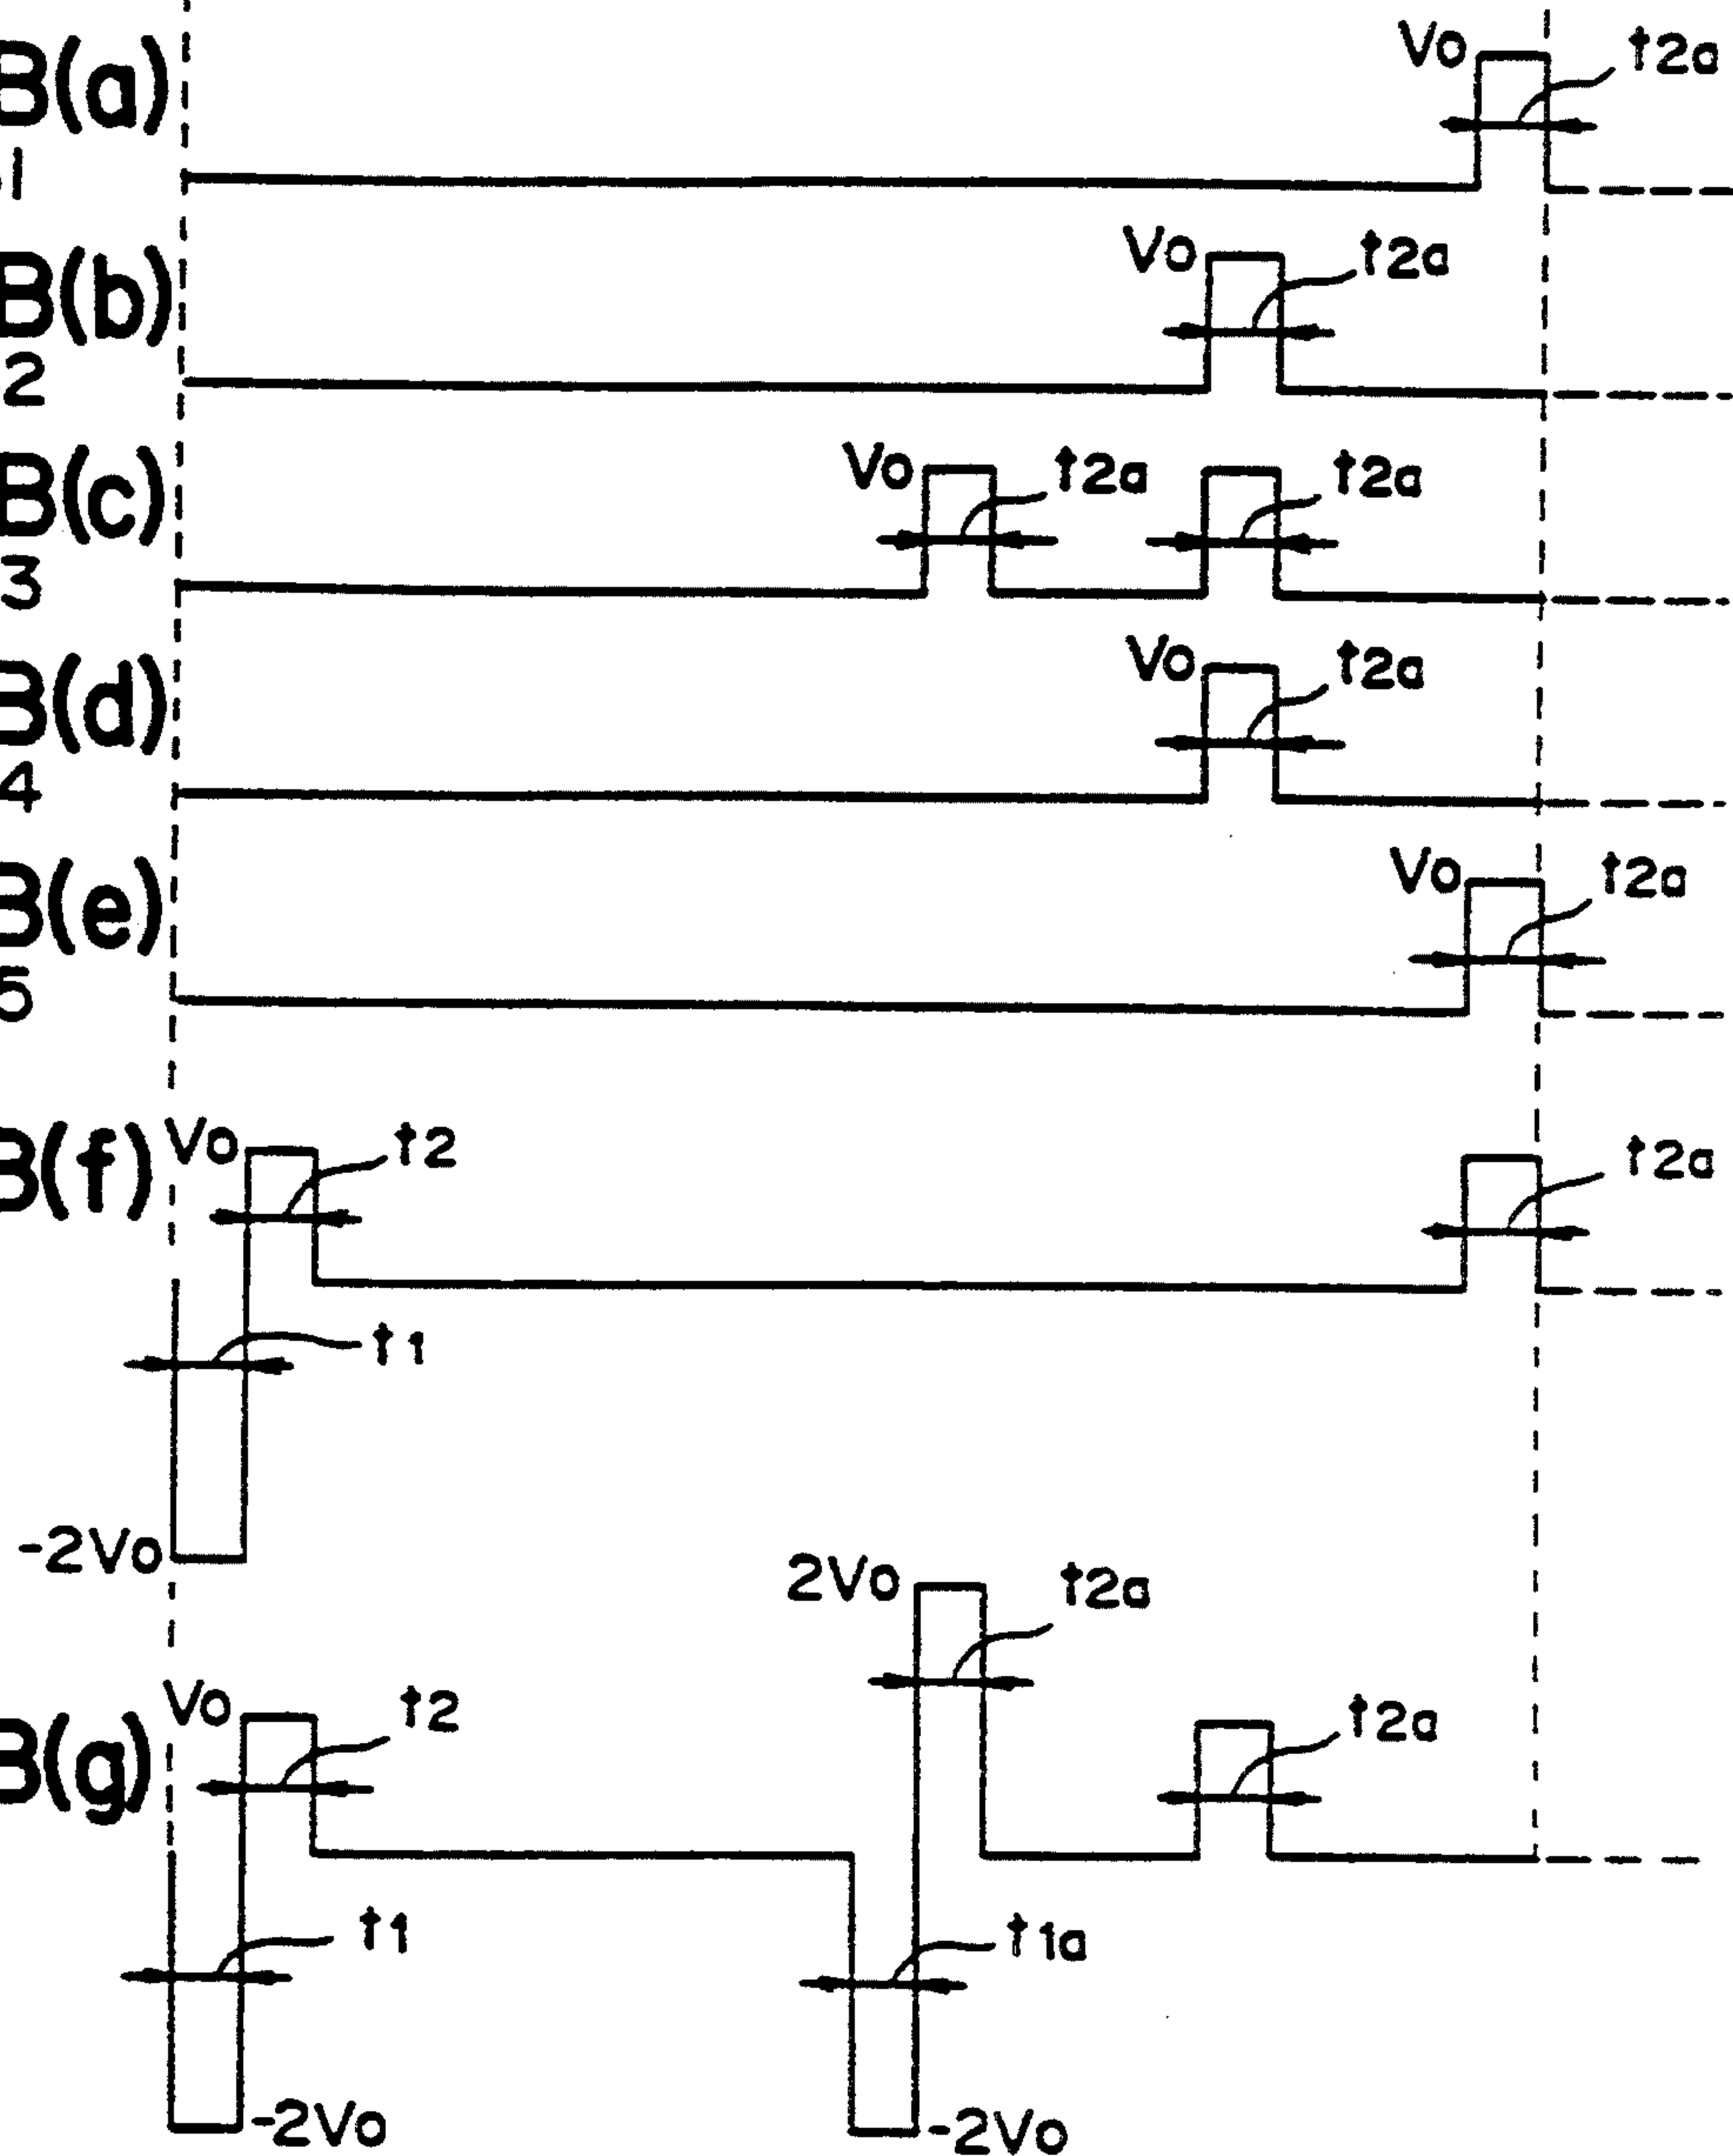 B(a)
1
Vo
t2a
B(b)
2
Vo
t2a
B(c)
3
Vo
t2a
t2a
B(d)
4
Vo
t2a
B(e)
5
Vo
t2a
B(f)
Vo
t2
t2a
t1
-2Vo
B(g)
Vo
t2
2Vo
t2a
t2a
t1
t1a
-2Vo
-2Vo